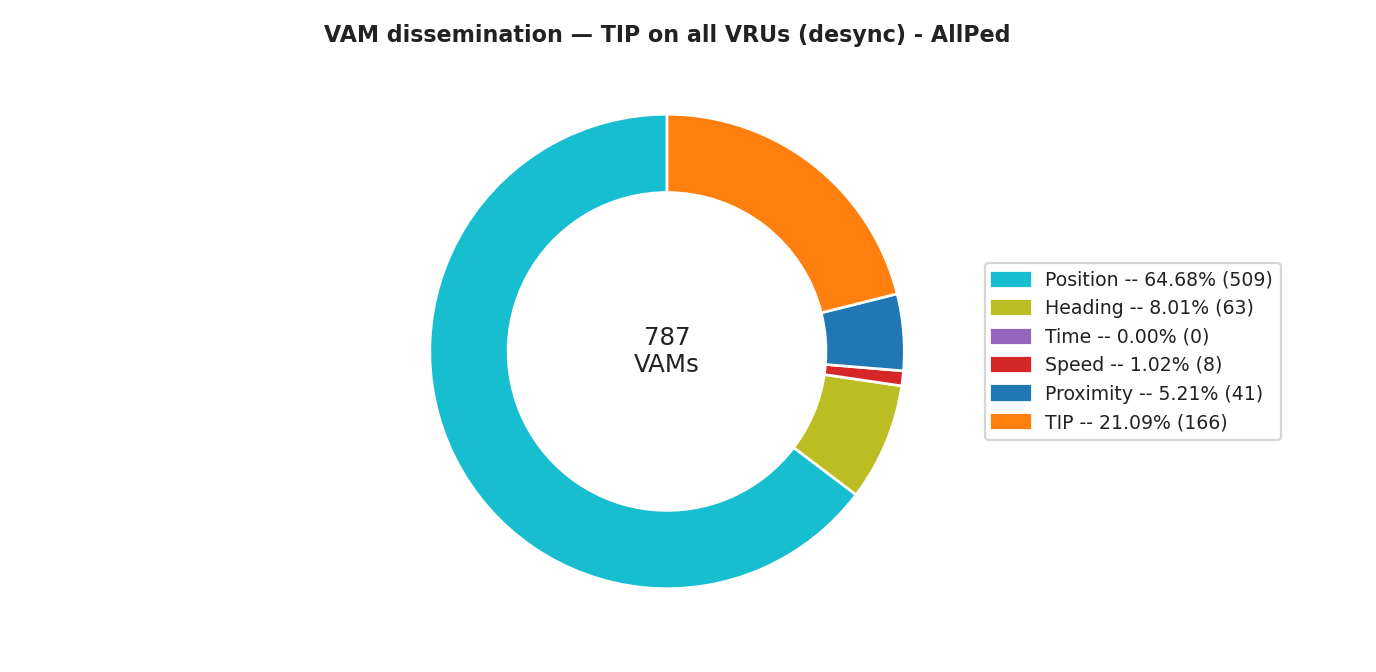 VAM dissemination — TIP on all VRUs (desync) - AllPed
787
VAMs
Position -- 64.68% (509)
Heading -- 8.01% (63)
Time -- 0.00% (0)
Speed -- 1.02% (8)
Proximity -- 5.21% (41)
TIP -- 21.09% (166)